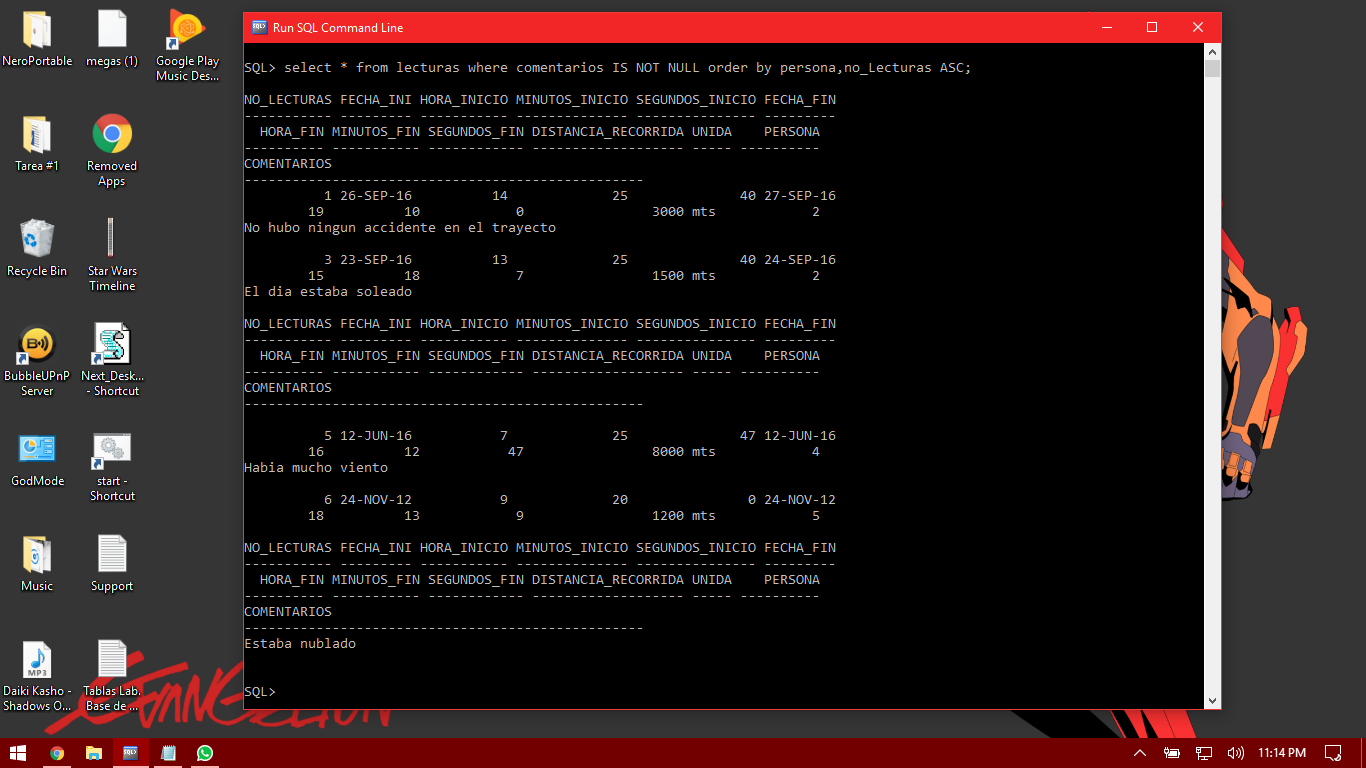 NeroPortable
megas (1)
Google Play
Music Des...
Tarea #1
Removed
Apps
Recycle Bin
Star Wars
Timeline
BubbleUPnP
Server
Next_Desk...
- Shortcut
GodMode
start -
Shortcut
Music
Support
Daiki Kasho -
Shadows O...
Tablas Lab.
Base de ...
MP3
EVANGELION
Run SQL Command Line
SQL> select * from lecturas where comentarios IS NOT NULL order by persona,no_Lecturas ASC;
NO_LECTURAS FECHA_INI HORA_INICIO MINUTOS_INICIO SEGUNDOS_INICIO FECHA_FIN
----------- --------- ----------- -------------- --------------- ---------
HORA_FIN MINUTOS_FIN SEGUNDOS_FIN DISTANCIA_RECORRIDA UNIDA PERSONA
---------- ----------- ------------ ------------------- ----- ----------
COMENTARIOS
--------------------------------------------------
1 26-SEP-16 14 25 40 27-SEP-16
19 10 0 3000 mts 2
No hubo ningun accidente en el trayecto
3 23-SEP-16 13 25 40 24-SEP-16
15 18 7 1500 mts 2
El dia estaba soleado
NO_LECTURAS FECHA_INI HORA_INICIO MINUTOS_INICIO SEGUNDOS_INICIO FECHA_FIN
----------- --------- ----------- -------------- --------------- ---------
HORA_FIN MINUTOS_FIN SEGUNDOS_FIN DISTANCIA_RECORRIDA UNIDA PERSONA
---------- ----------- ------------ ------------------- ----- ----------
COMENTARIOS
--------------------------------------------------
5 12-JUN-16 7 25 47 12-JUN-16
16 12 47 8000 mts 4
Habia mucho viento
6 24-NOV-12 9 20 0 24-NOV-12
18 13 9 1200 mts 5
NO_LECTURAS FECHA_INI HORA_INICIO MINUTOS_INICIO SEGUNDOS_INICIO FECHA_FIN
----------- --------- ----------- -------------- --------------- ---------
HORA_FIN MINUTOS_FIN SEGUNDOS_FIN DISTANCIA_RECORRIDA UNIDA PERSONA
---------- ----------- ------------ ------------------- ----- ----------
COMENTARIOS
--------------------------------------------------
Estaba nublado
SQL>
11:14 PM